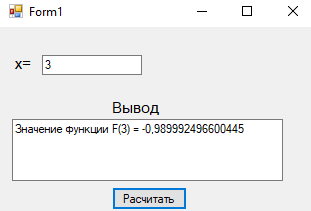 Form1
x= 3
Вывод
Значение функции F(3) = -0,989992496600445
Расчитать